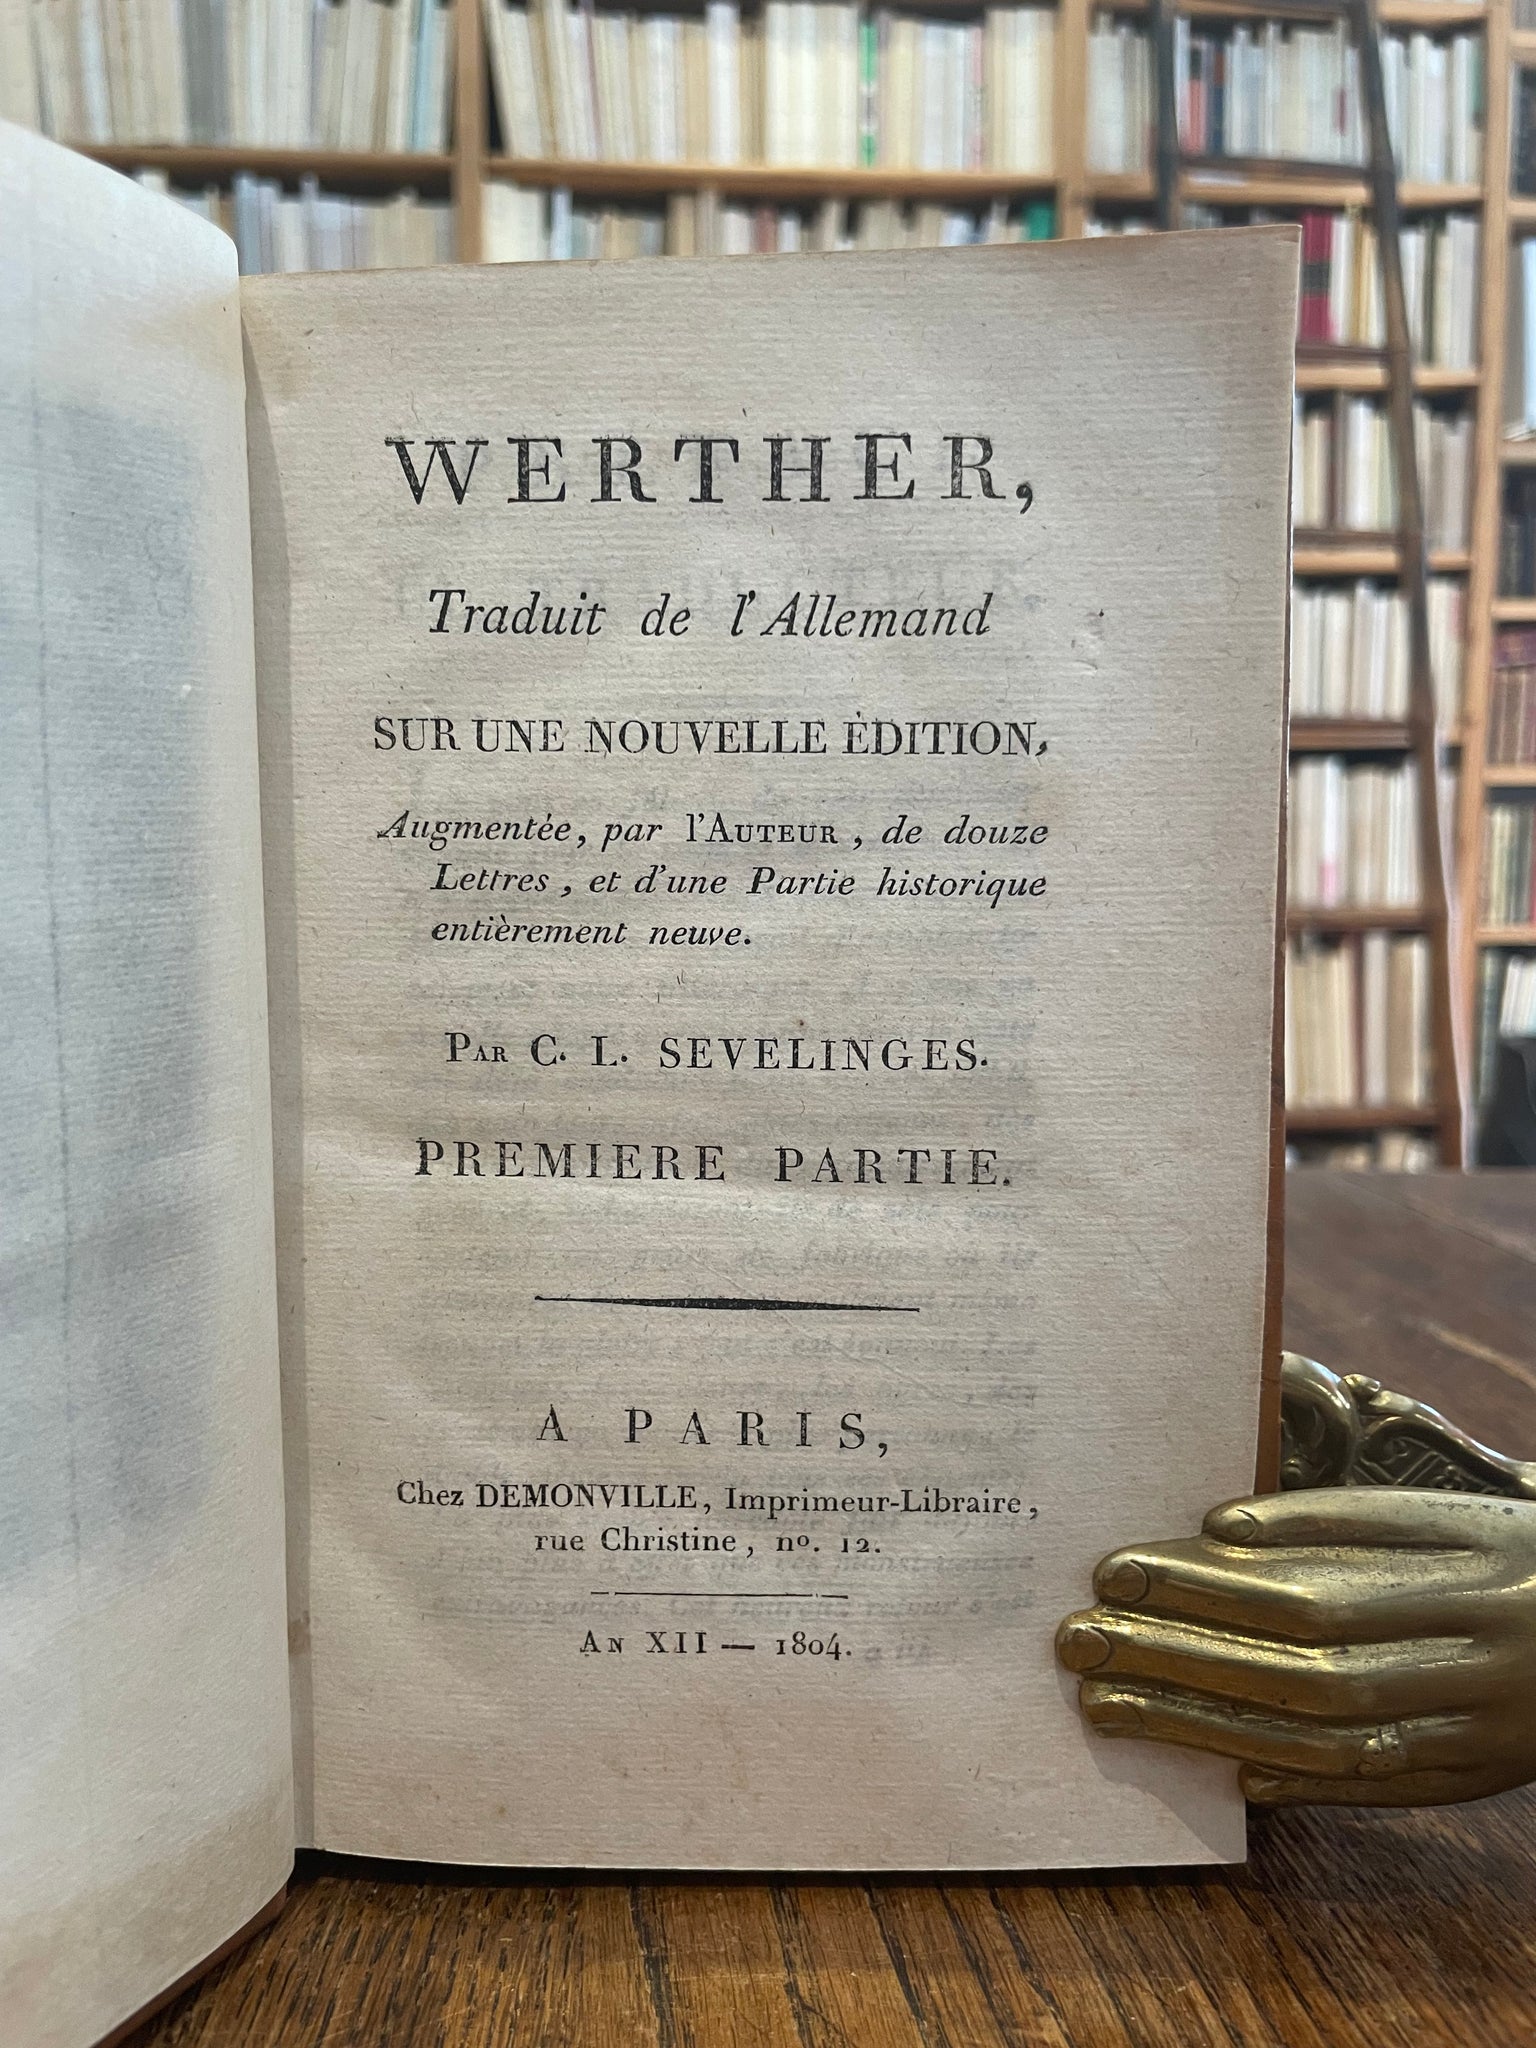 WERTHER,
Traduit de l'Allemand
SUR UNE NOUVELLE ÉDITION,
Augmentée, par l'AUTEUR, de douze
Lettres, et d'une Partie historique
entièrement neuve.
PAR C. L. SEVELINGES.
PREMIERE PARTIE.
A PARIS,
Chez DEMONVILLE, Imprimeur-Libraire,
rue Christine, nº. 12.
AN XII — 1804.